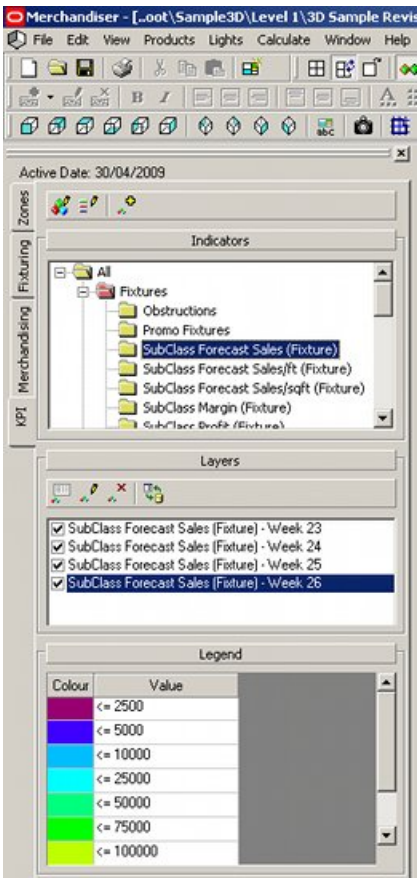 Merchandiser - [..oot\Sample3D\Level 1\3D Sample Revis
File Edit View Products Lights Calculate Window Help
B I A
abc
Active Date: 30/04/2009
Zones
Fixturing
Merchandising
KPI
Indicators
All
Fixtures
Obstructions
Promo Fixtures
SubClass Forecast Sales (Fixture)
SubClass Forecast Sales/ft (Fixture)
SubClass Forecast Sales/sqft (Fixture)
SubClass Margin (Fixture)
SubClass Profit (Fixture)
Layers
SubClass Forecast Sales (Fixture) - Week 23
SubClass Forecast Sales (Fixture) - Week 24
SubClass Forecast Sales (Fixture) - Week 25
SubClass Forecast Sales (Fixture) - Week 26
Legend
Colour Value
<= 2500
<= 5000
<= 10000
<= 25000
<= 50000
<= 75000
<= 100000